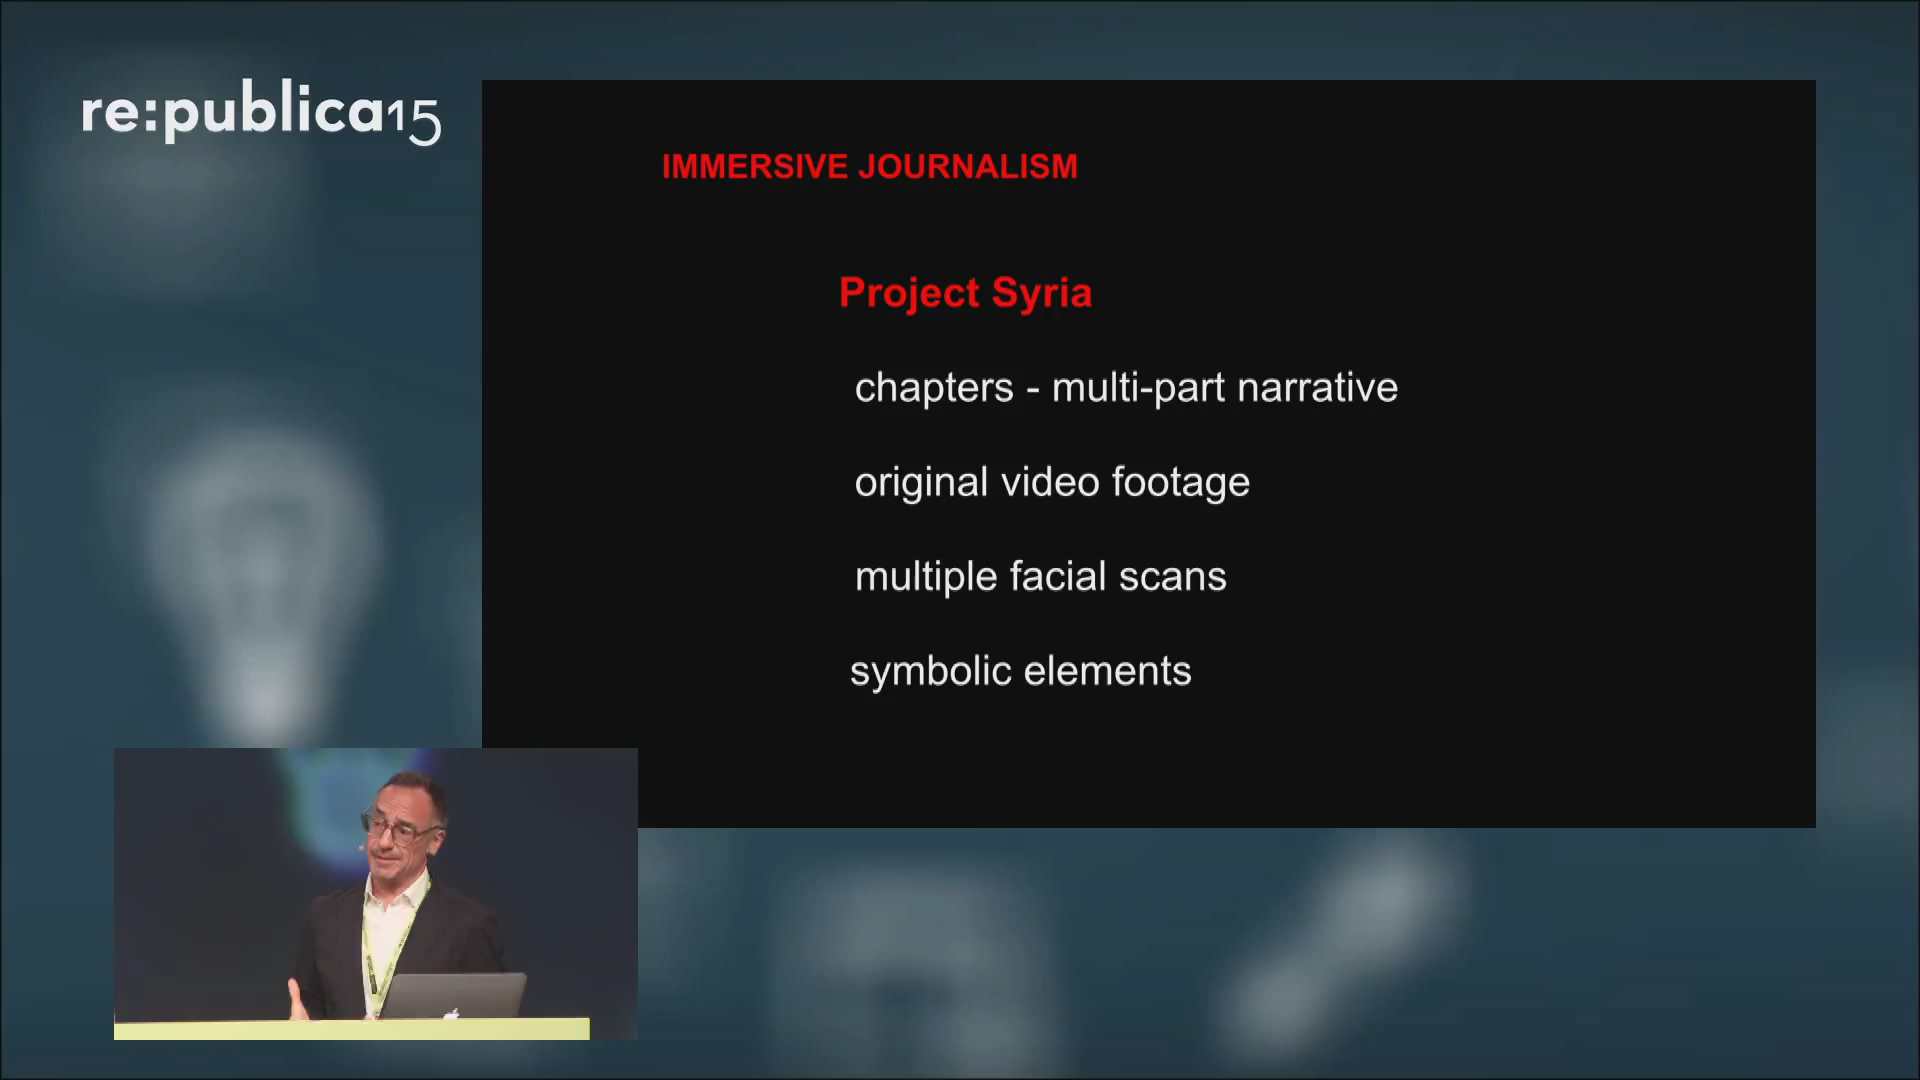 re:publica15
IMMERSIVE JOURNALISM
Project Syria
chapters - multi-part narrative
original video footage
multiple facial scans
symbolic elements